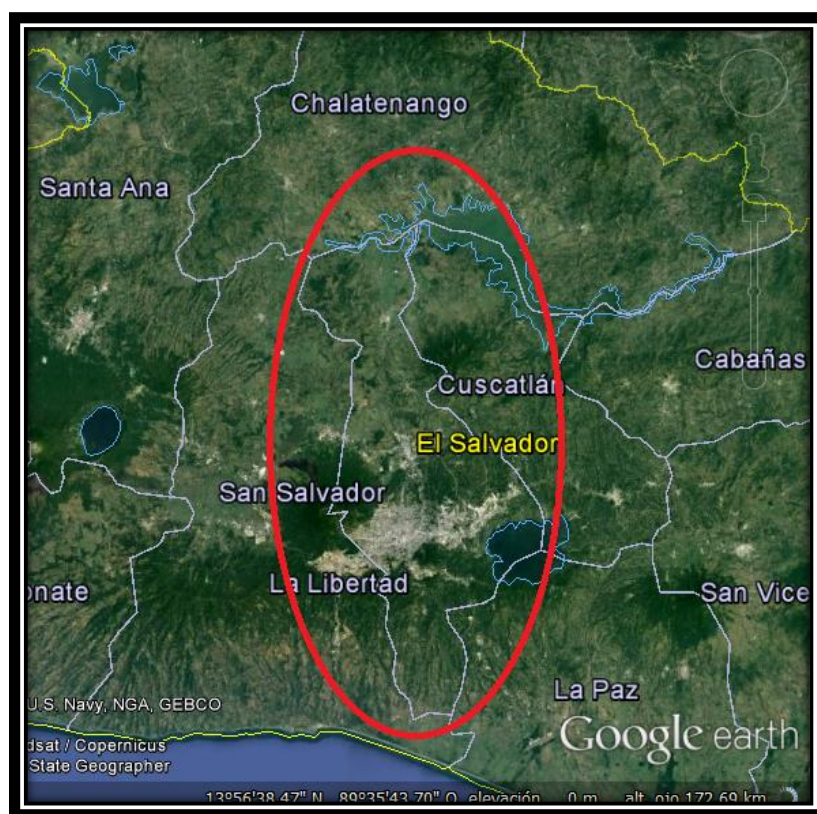 Chalatenango
Santa Ana
Cabañas
Cuscatlán
El Salvador
San Salvador
La Libertad
onate
San Vice
La Paz
U.S. Navy, NGA, GEBCO
Google earth
dsat / Copernicus
State Geographer
13°56'38.47" N 89°35'43.70" O elevación 0 m alt. ojo 172.69 km